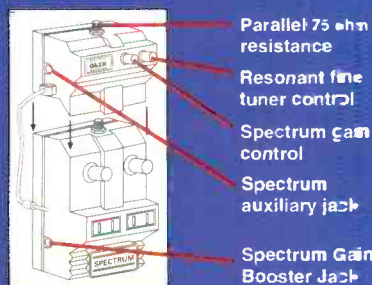 Parallel 75 ohm
resistance
Resonant fine
tuner control
Spectrum gain
control
Spectrum
auxiliary jack
Spectrum Gain
Booster Jack
GAIN
SPECTRUM